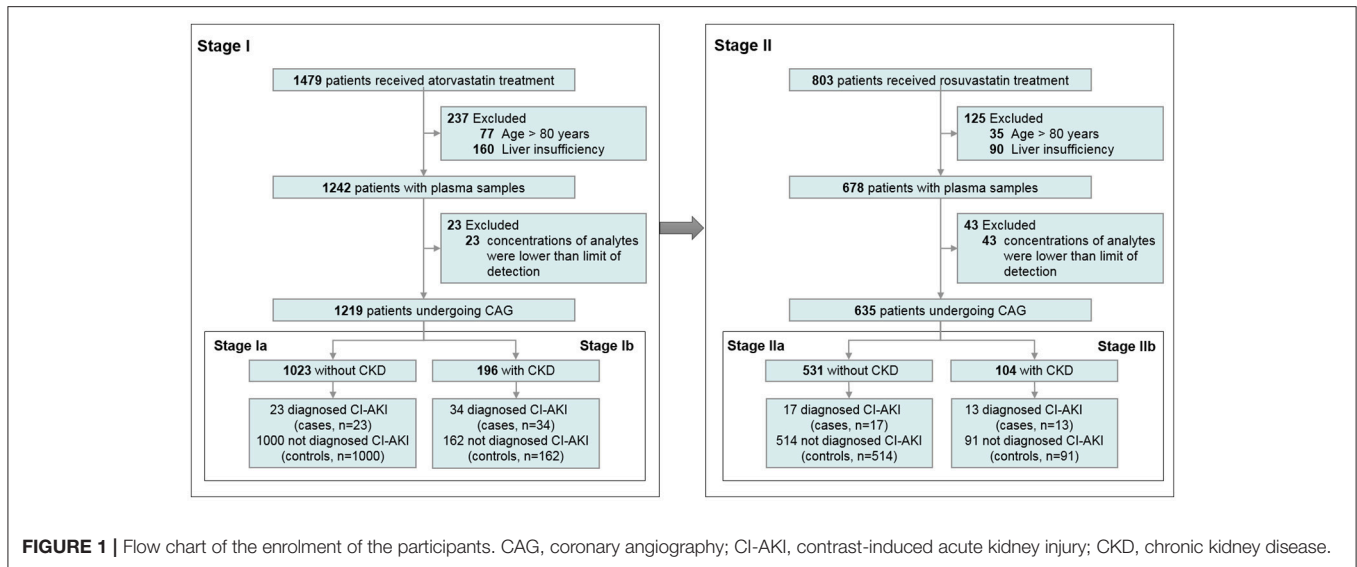 Stage I
1479 patients received atorvastatin treatment
237 Excluded
77 Age > 80 years
160 Liver insufficiency
1242 patients with plasma samples
23 Excluded
23 concentrations of analytes
were lower than limit of
detection
1219 patients undergoing CAG
Stage Ia
Stage Ib
1023 without CKD
196 with CKD
23 diagnosed CI-AKI
(cases, n=23)
1000 not diagnosed CI-AKI
(controls, n=1000)
34 diagnosed CI-AKI
(cases, n=34)
162 not diagnosed CI-AKI
(controls, n=162)
Stage II
803 patients received rosuvastatin treatment
125 Excluded
35 Age > 80 years
90 Liver insufficiency
678 patients with plasma samples
43 Excluded
43 concentrations of analytes
were lower than limit of
detection
635 patients undergoing CAG
Stage IIa
Stage IIb
531 without CKD
104 with CKD
17 diagnosed CI-AKI
(cases, n=17)
514 not diagnosed CI-AKI
(controls, n=514)
13 diagnosed CI-AKI
(cases, n=13)
91 not diagnosed CI-AKI
(controls, n=91)
FIGURE 1 | Flow chart of the enrolment of the participants. CAG, coronary angiography; CI-AKI, contrast-induced acute kidney injury; CKD, chronic kidney disease.